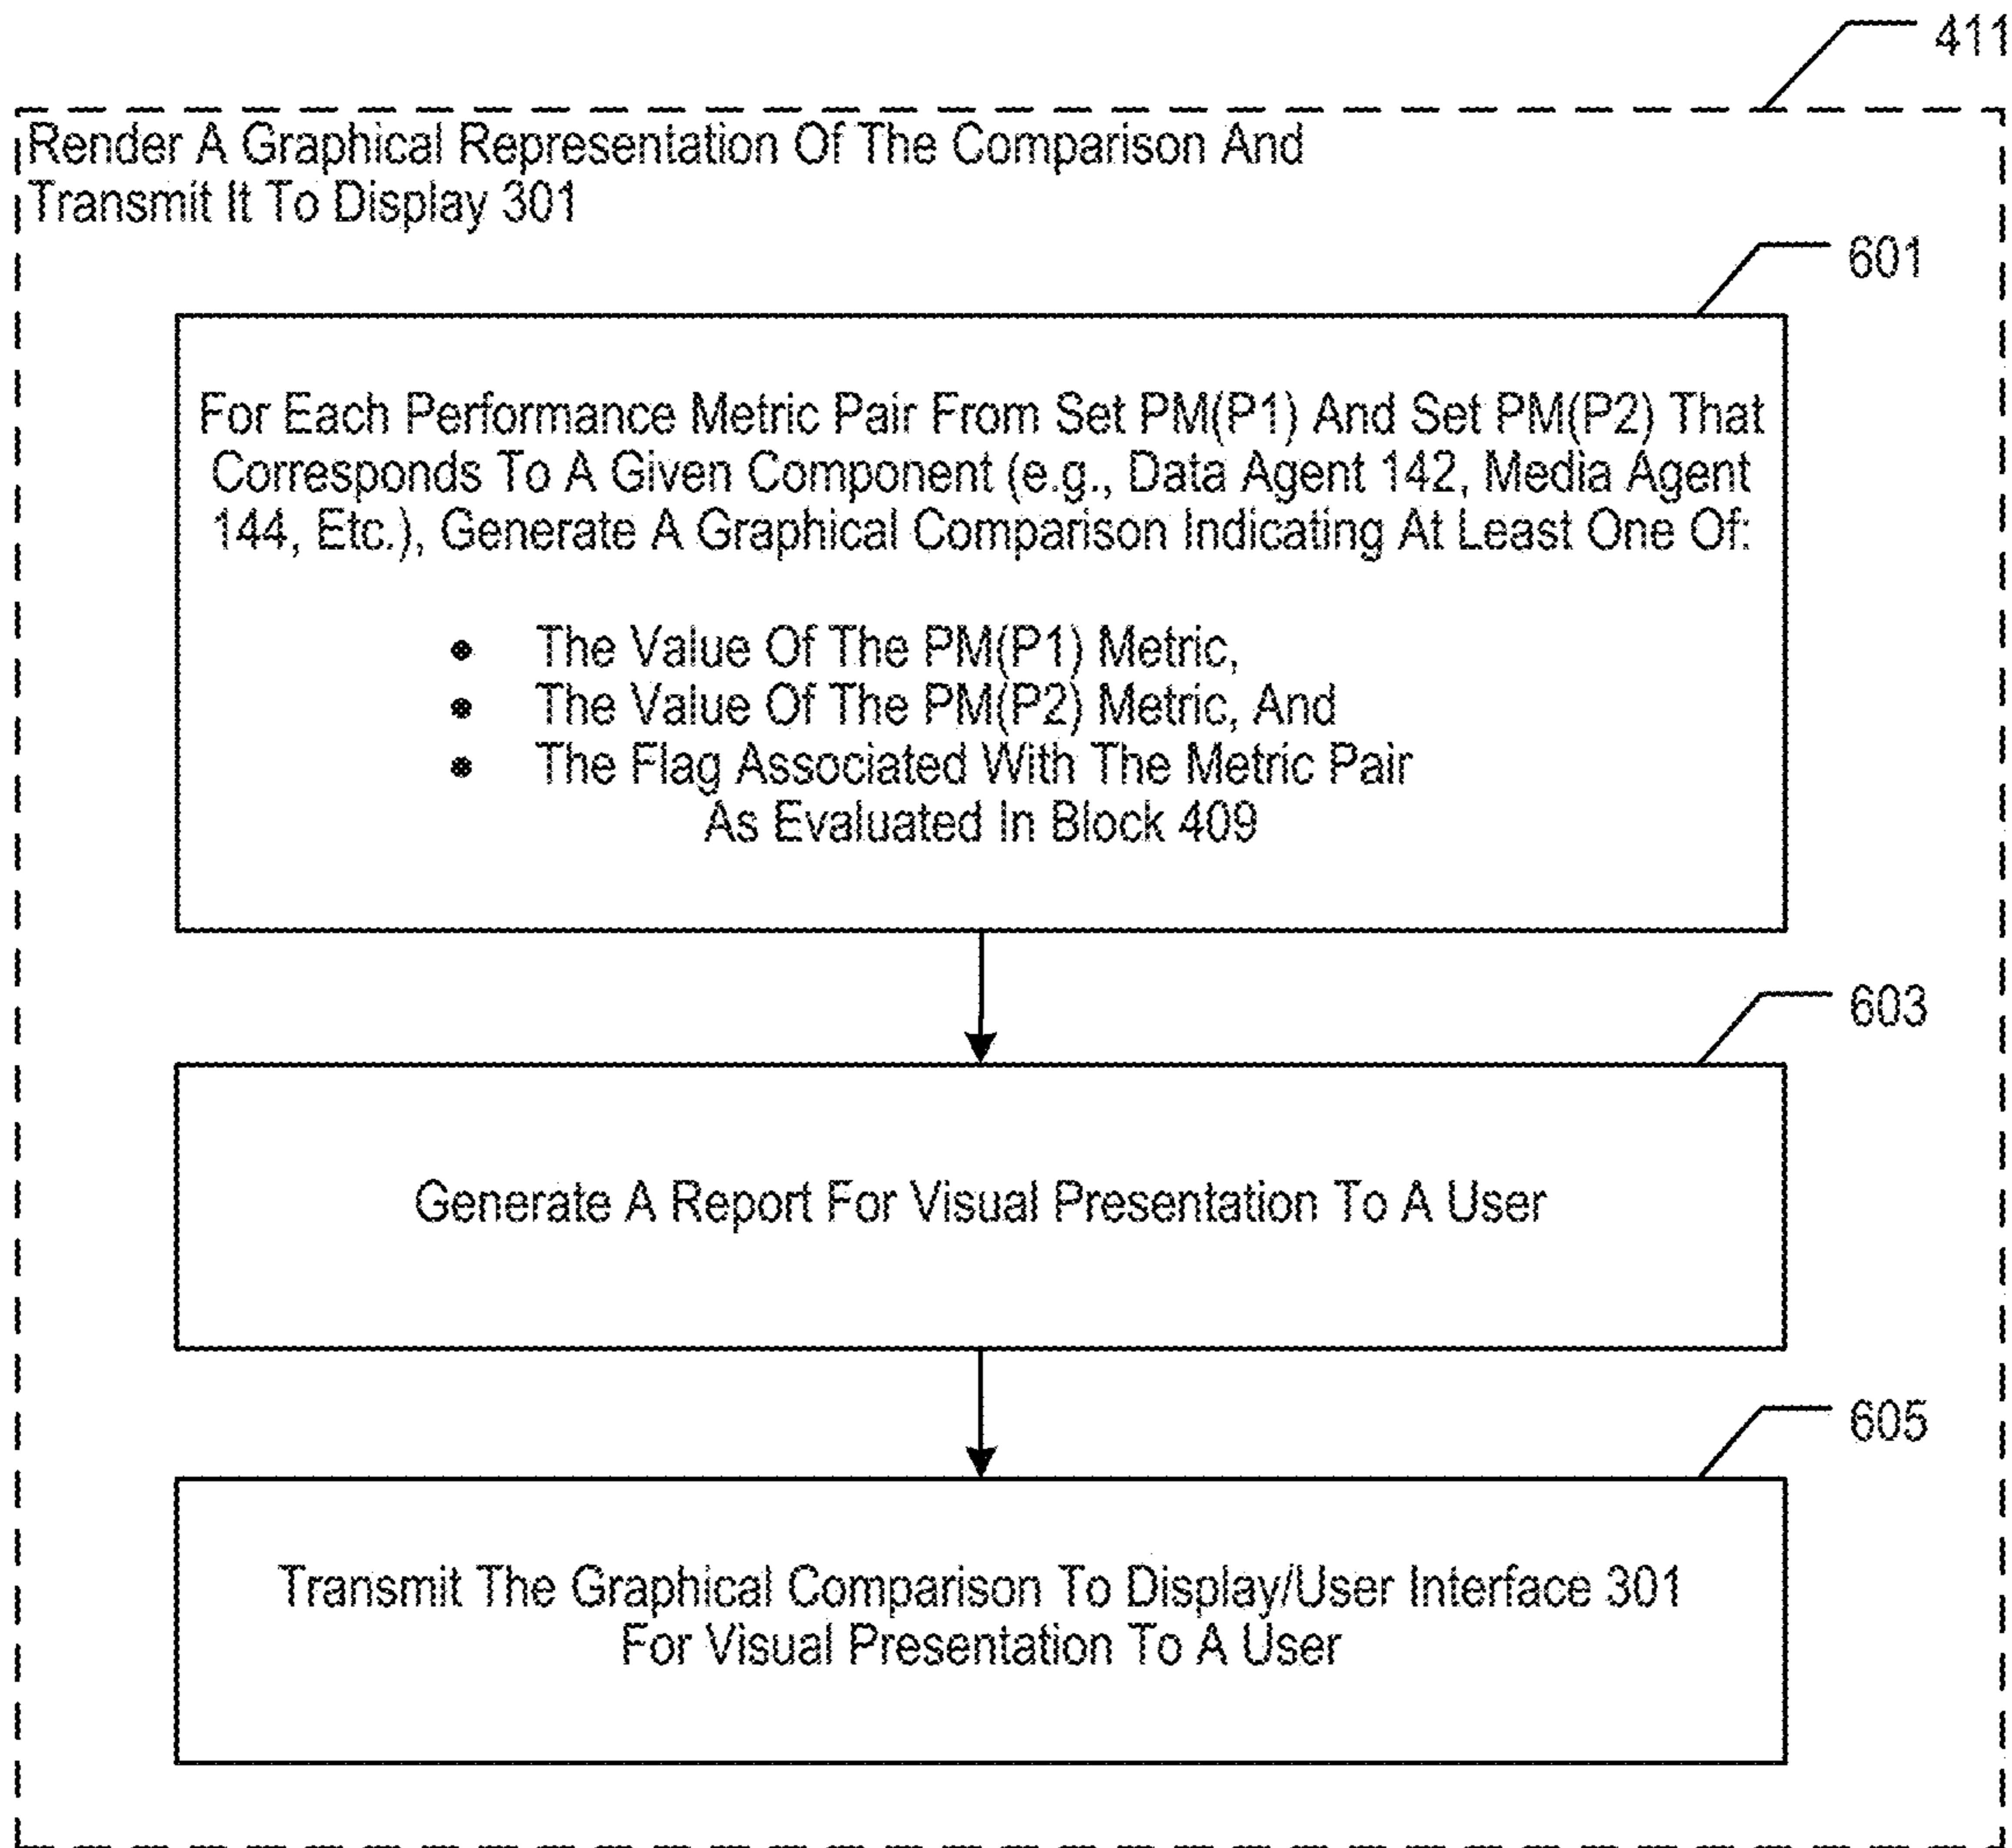 411
Render A Graphical Representation Of The Comparison And
Transmit It To Display 301
601
For Each Performance Metric Pair From Set PM(P1) And Set PM(P2) That
Corresponds To A Given Component (e.g., Data Agent 142, Media Agent
144, Etc.), Generate A Graphical Comparison Indicating At Least One Of:
• The Value Of The PM(P1) Metric,
• The Value Of The PM(P2) Metric, And
• The Flag Associated With The Metric Pair
As Evaluated In Block 409
603
Generate A Report For Visual Presentation To A User
605
Transmit The Graphical Comparison To Display/User Interface 301
For Visual Presentation To A User